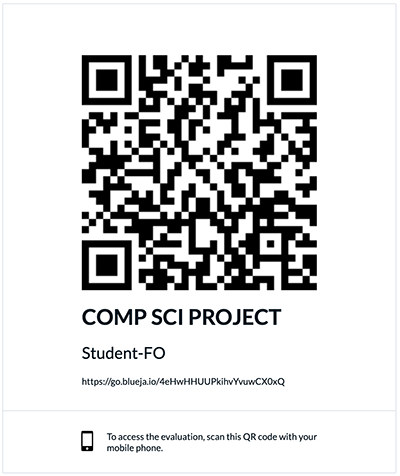 COMP SCI PROJECT
Student-FO
https://go.blueja.io/4eHwHHUUPkihvYvuwCX0xQ
To access the evaluation, scan this QR code with your
mobile phone.